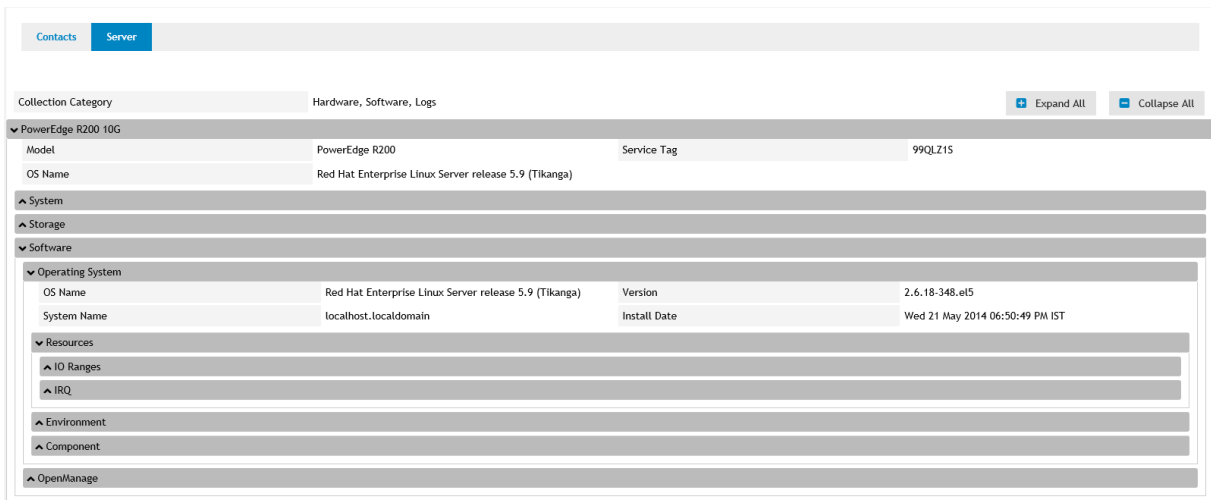 Contacts Server
Collection Category Hardware, Software, Logs Expand All Collapse All
PowerEdge R200 10G
Model PowerEdge R200 Service Tag 99QLZ1S
OS Name Red Hat Enterprise Linux Server release 5.9 (Tikanga)
System
Storage
Software
Operating System
OS Name Red Hat Enterprise Linux Server release 5.9 (Tikanga) Version 2.6.18-348.el5
System Name localhost.localdomain Install Date Wed 21 May 2014 06:50:49 PM IST
Resources
IO Ranges
IRQ
Environment
Component
OpenManage